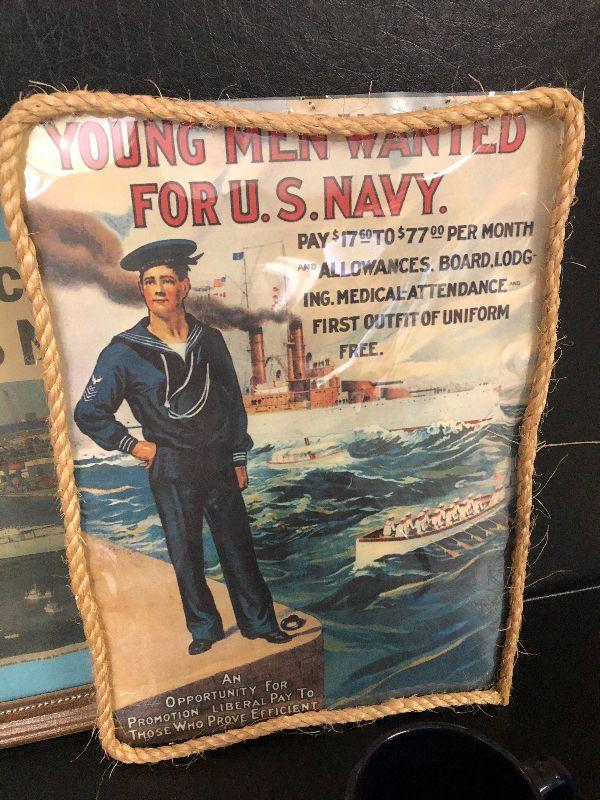 YOUNG MEN WANTED
FOR U.S. NAVY.
PAY $17 60 TO $77 00 PER MONTH
AND ALLOWANCES. BOARD, LODG-
ING. MEDICAL-ATTENDANCE AND
FIRST OUTFIT OF UNIFORM
FREE.
AN
OPPORTUNITY FOR
PROMOTION LIBERAL PAY TO
THOSE WHO PROVE EFFICIENT
C